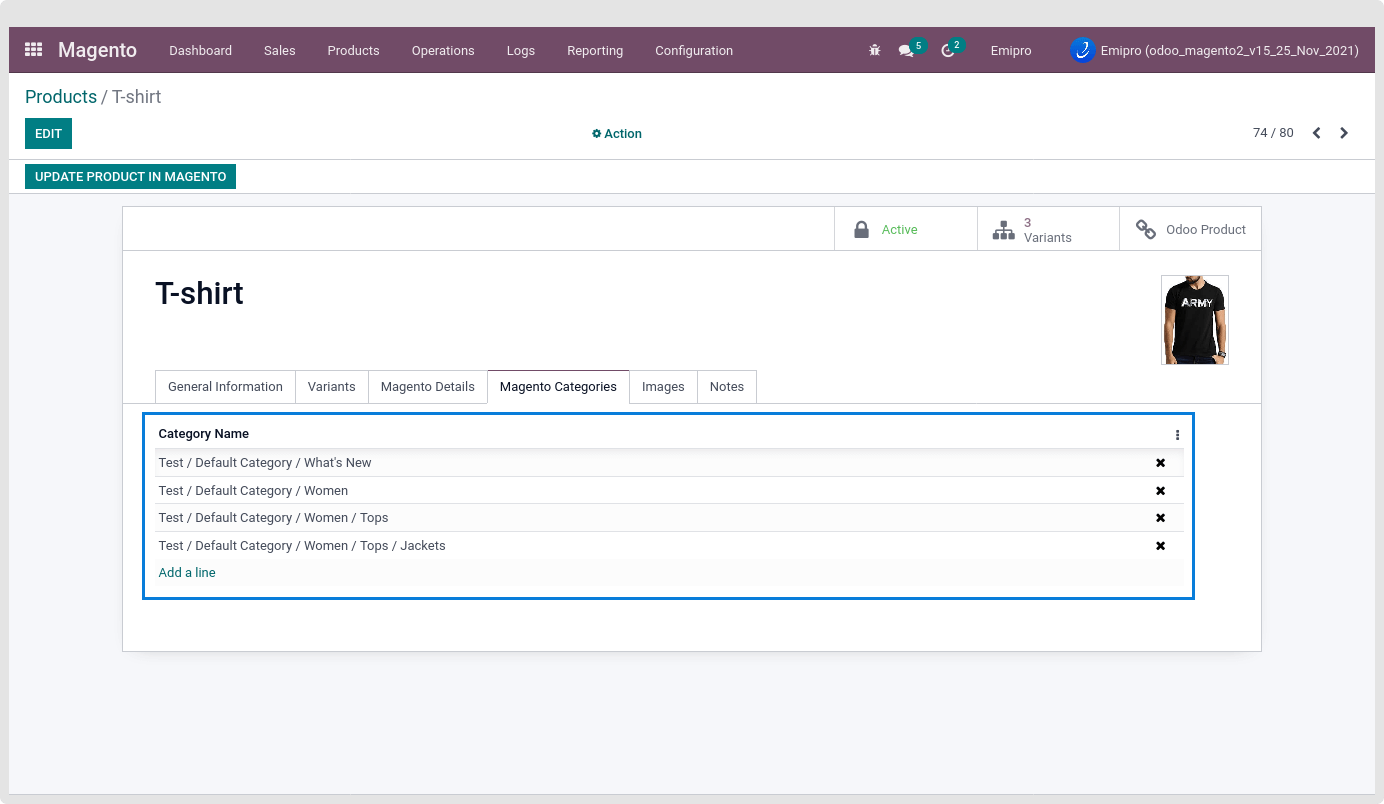 Magento Dashboard Sales Products Operations Logs Reporting Configuration 5 2 Emipro Emipro (odoo_magento2_v15_25_Nov_2021)
Products / T-shirt
EDIT Action 74 / 80
UPDATE PRODUCT IN MAGENTO
Active 3 Variants Odoo Product
T-shirt
ARMY
General Information Variants Magento Details Magento Categories Images Notes
Category Name
Test / Default Category / What's New
Test / Default Category / Women
Test / Default Category / Women / Tops
Test / Default Category / Women / Tops / Jackets
Add a line